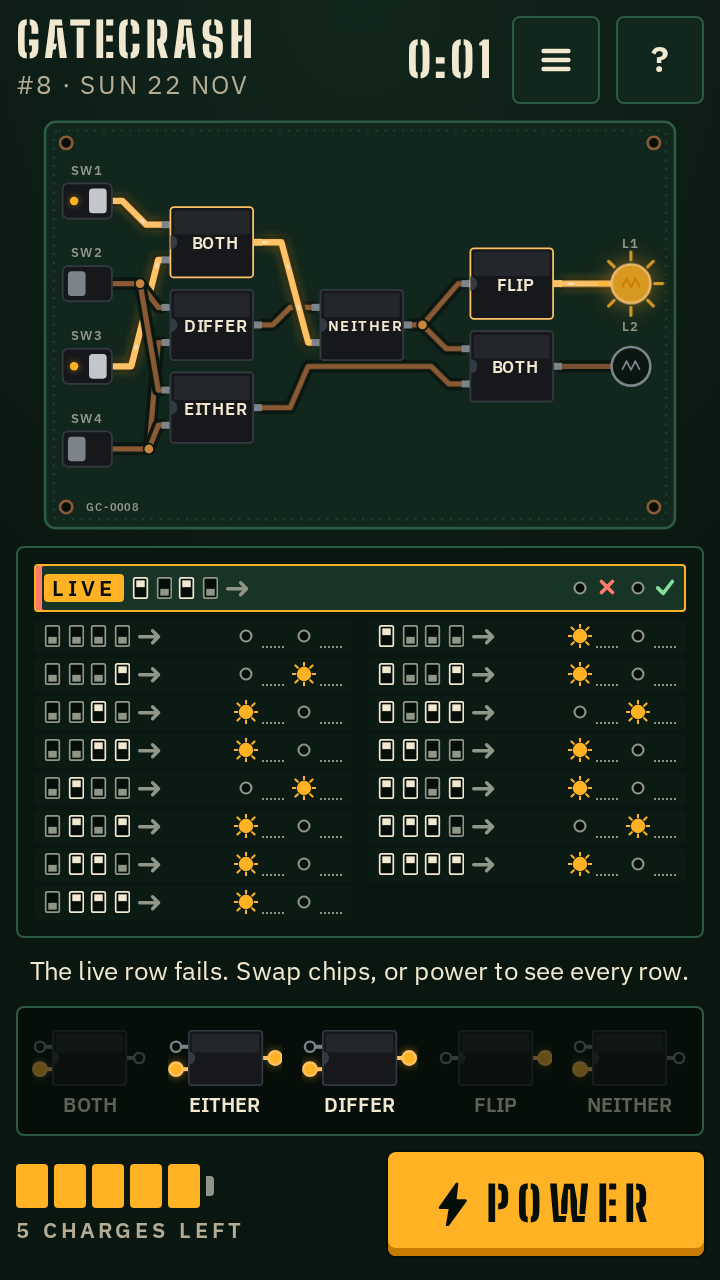 GATECRASH
#8 · SUN 22 NOV
0:01
?
SW1
SW2
SW3
SW4
BOTH
DIFFER
EITHER
NEITHER
FLIP
BOTH
L1
L2
GC-0008
LIVE
The live row fails. Swap chips, or power to see every row.
BOTH
EITHER
DIFFER
FLIP
NEITHER
5 CHARGES LEFT
POWER